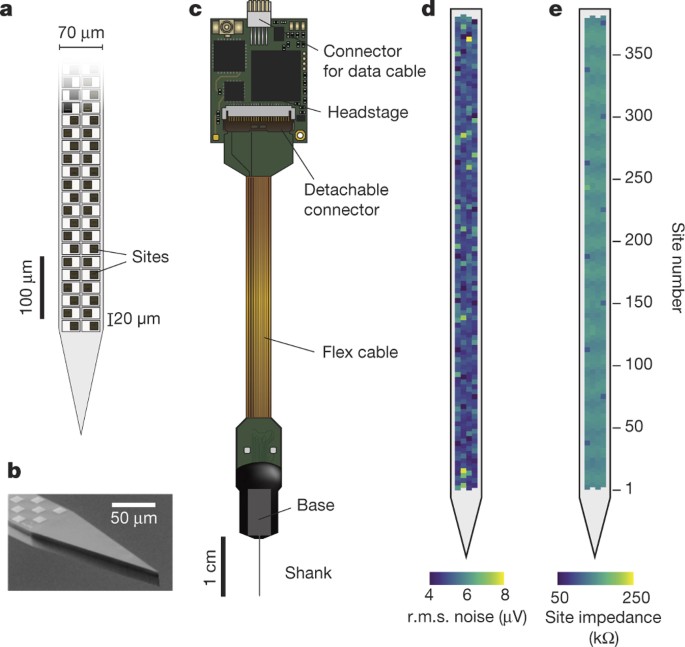 a
70 μm
100 μm
Sites
20 μm
b
50 μm
c
Connector
for data cable
Headstage
Detachable
connector
Flex cable
Base
1 cm
Shank
d
4 6 8
r.m.s. noise (μV)
e
350
300
250
200
150
100
50
1
Site number
50 250
Site impedance
(kΩ)